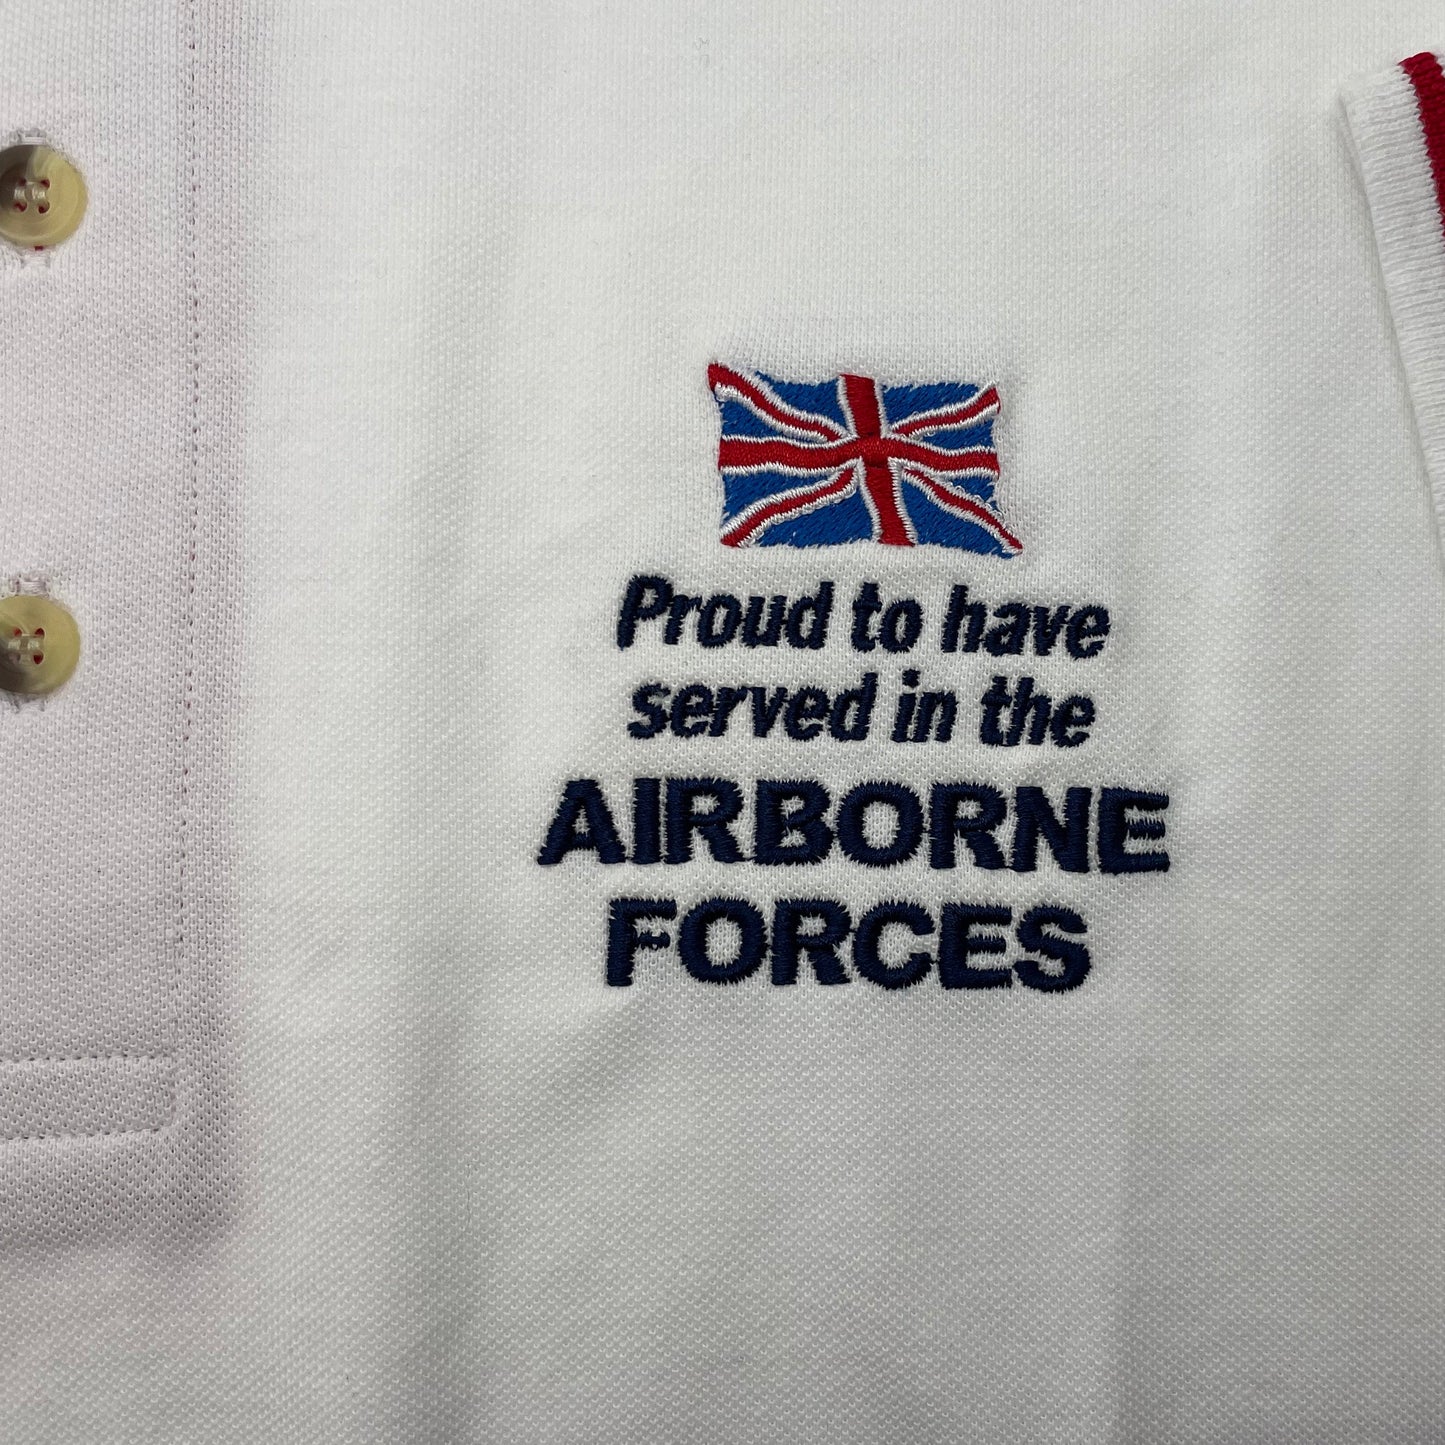 Proud to have
served in the
AIRBORNE
FORCES